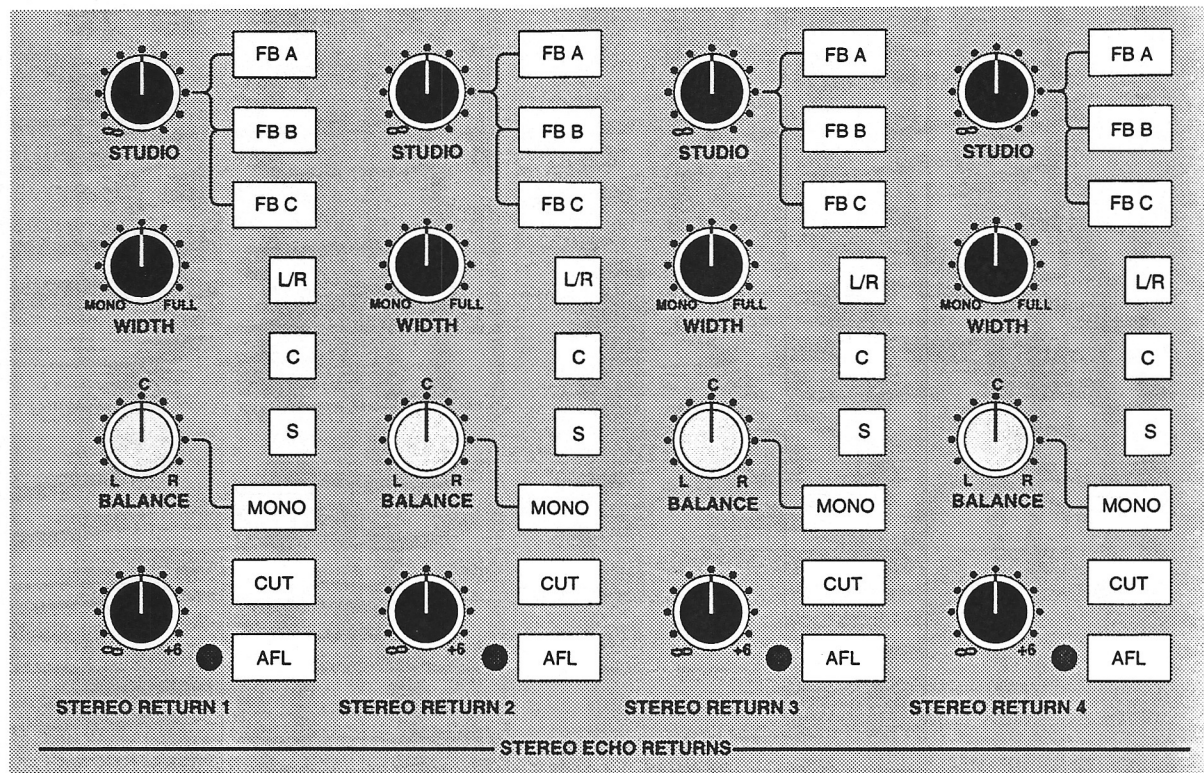 FB A FB A FB A FB A
FB B FB B FB B FB B
STUDIO STUDIO STUDIO STUDIO
FB C FB C FB C FB C
L/R L/R L/R L/R
MONO FULL MONO FULL MONO FULL MONO FULL
WIDTH WIDTH WIDTH WIDTH
C C C C
C C C C
S S S S
L R L R L R L R
BALANCE BALANCE BALANCE BALANCE
MONO MONO MONO MONO
CUT CUT CUT CUT
∞ +6 ∞ +6 ∞ +6 ∞ +6
AFL AFL AFL AFL
STEREO RETURN 1 STEREO RETURN 2 STEREO RETURN 3 STEREO RETURN 4
STEREO ECHO RETURNS